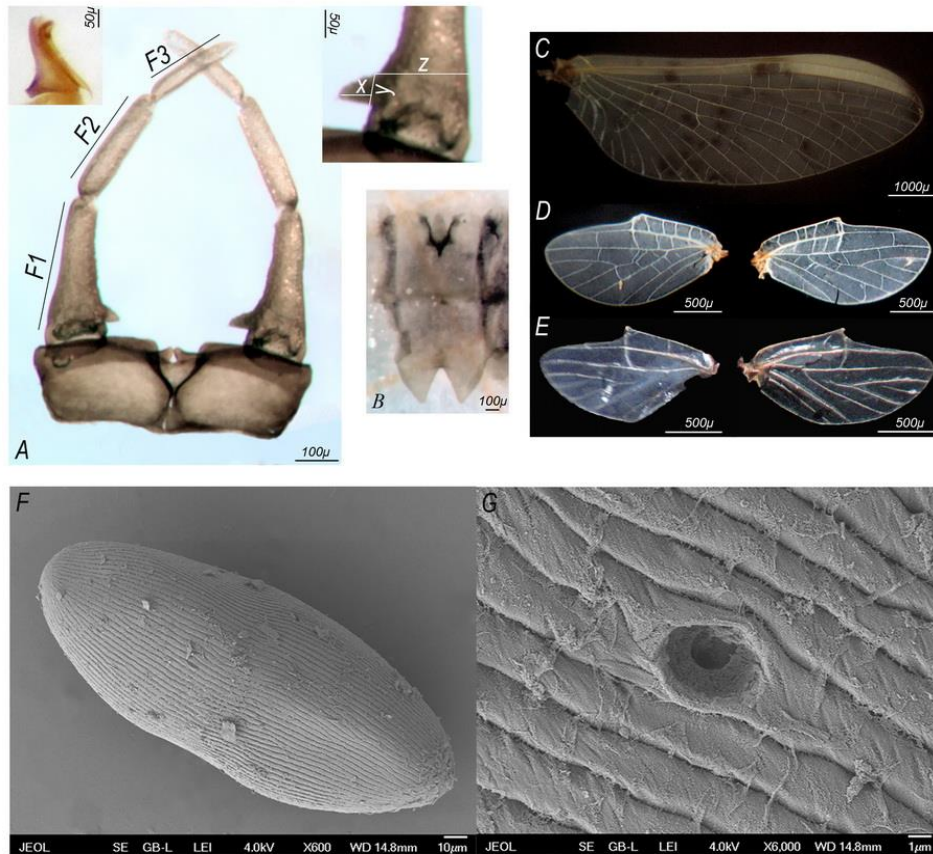 50µ
F3
F2
F1
100µ
A
50µ
x
y
z
100µ
B
C
1000µ
D
500µ
500µ
E
500µ
500µ
F
JEOL SE GB-L LEI 4.0kV X600 WD 14.8mm 10µm
G
JEOL SE GB-L LEI 4.0kV X6,000 WD 14.8mm 1µm